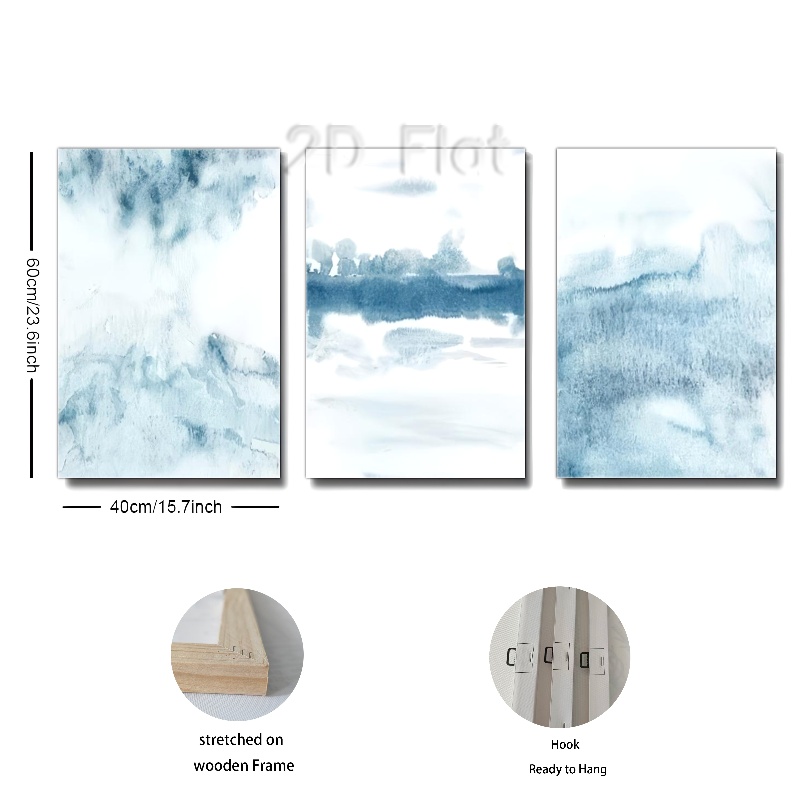 2D Flat
60cm/23.6inch
40cm/15.7inch
stretched on
wooden Frame
Hook
Ready to Hang